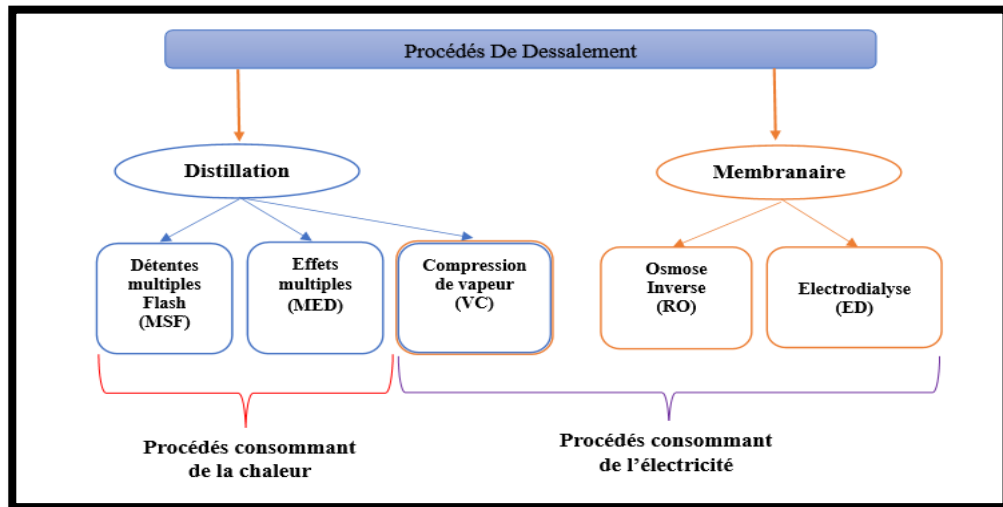 Procédés De Dessalement
Distillation
Membranaire
Détentes
multiples
Flash
(MSF)
Effets
multiples
(MED)
Compression
de vapeur
(VC)
Osmose
Inverse
(RO)
Electrodialyse
(ED)
Procédés consommant
de la chaleur
Procédés consommant
de l’électricité